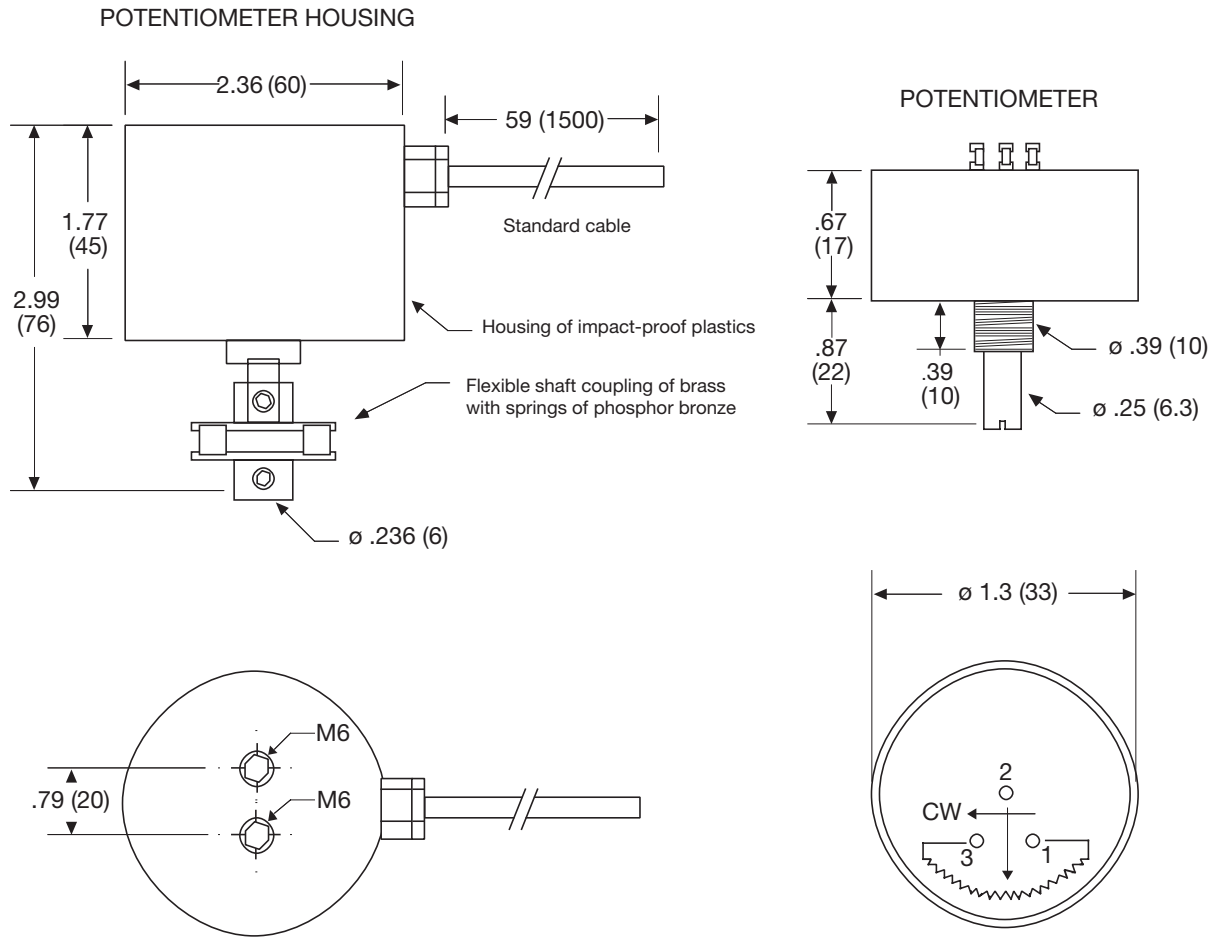 POTENTIOMETER HOUSING
2.36 (60)
59 (1500)
Standard cable
1.77
(45)
2.99
(76)
Housing of impact-proof plastics
Flexible shaft coupling of brass
with springs of phosphor bronze
ø .236 (6)
POTENTIOMETER
.67
(17)
.87
(22)
.39
(10)
ø .39 (10)
ø .25 (6.3)
M6
M6
.79 (20)
ø 1.3 (33)
2
CW
3
1